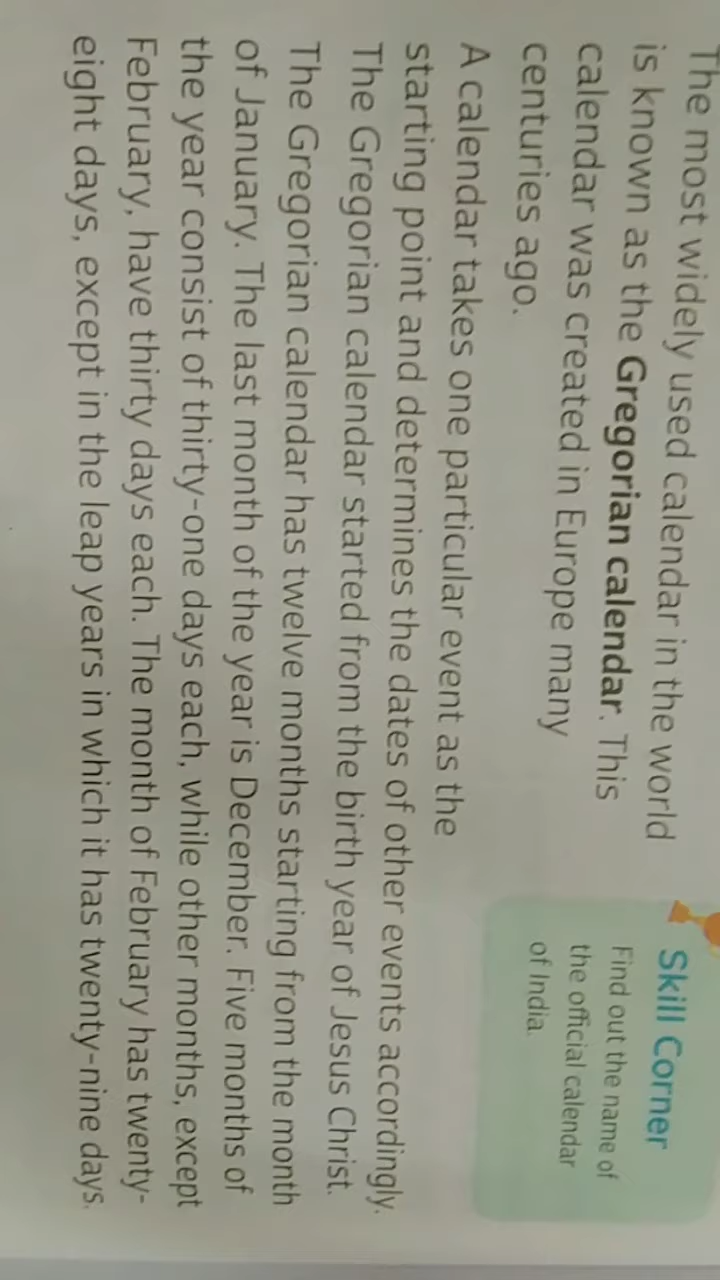 The most widely used calendar in the world
is known as the Gregorian calendar. This
calendar was created in Europe many
centuries ago.
A calendar takes one particular event as the
starting point and determines the dates of other events accordingly.
The Gregorian calendar started from the birth year of Jesus Christ.
The Gregorian calendar has twelve months starting from the month
of January. The last month of the year is December. Five months of
the year consist of thirty-one days each, while other months, except
February, have thirty days each. The month of February has twenty-
eight days, except in the leap years in which it has twenty-nine days.
Skill Corner
Find out the name of
the official calendar
of India.